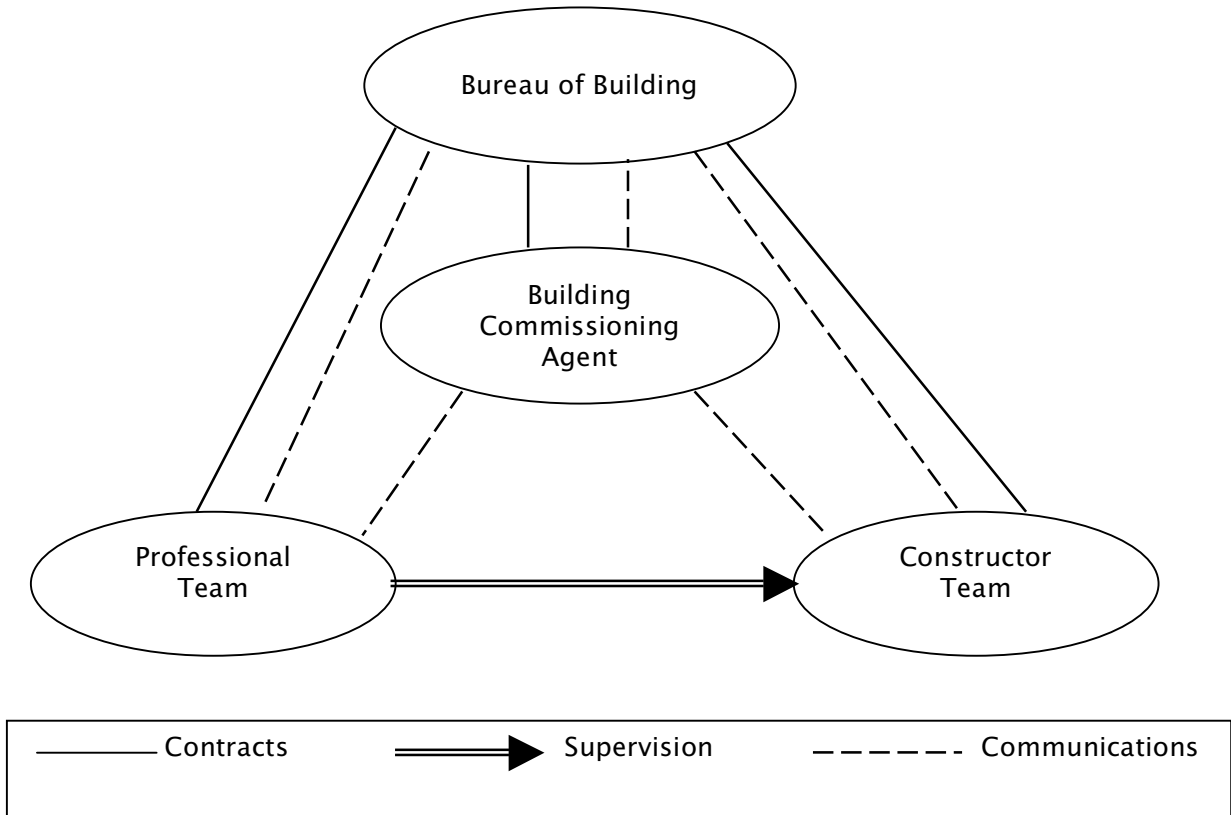 Bureau of Building
Building
Commissioning
Agent
Professional
Team
Constructor
Team
Contracts
Supervision
Communications